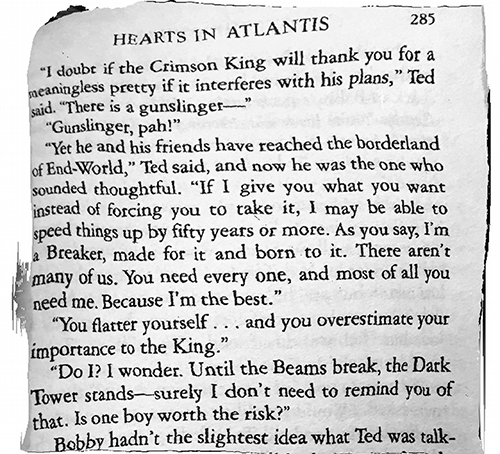 HEARTS IN ATLANTIS 285
"I doubt if the Crimson King will thank you for a
meaningless pretty if it interferes with his plans," Ted
said. "There is a gunslinger—"
"Gunslinger, pah!"
"Yet he and his friends have reached the borderland
of End-World," Ted said, and now he was the one who
sounded thoughtful. "If I give you what you want
instead of forcing you to take it, I may be able to
speed things up by fifty years or more. As you say, I'm
a Breaker, made for it and born to it. There aren't
many of us. You need every one, and most of all you
need me. Because I'm the best."
"You flatter yourself . . . and you overestimate your
importance to the King."
"Do I? I wonder. Until the Beams break, the Dark
Tower stands—surely I don't need to remind you of
that. Is one boy worth the risk?"
Bobby hadn't the slightest idea what Ted was talk-